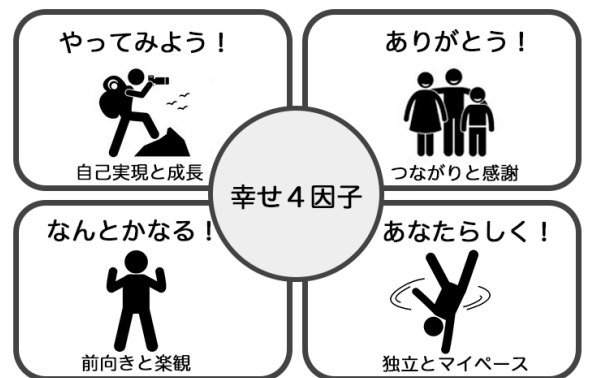 やってみよう！
自己実現と成長
ありがとう！
つながりと感謝
幸せ４因子
なんとかなる！
前向きと楽観
あなたらしく！
独立とマイペース